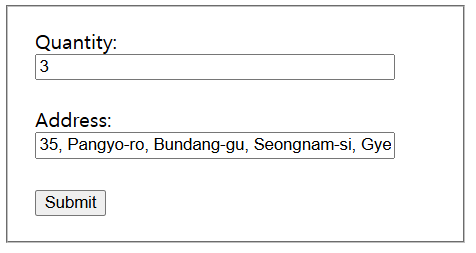 Quantity:
3
Address:
35, Pangyo-ro, Bundang-gu, Seongnam-si, Gye
Submit